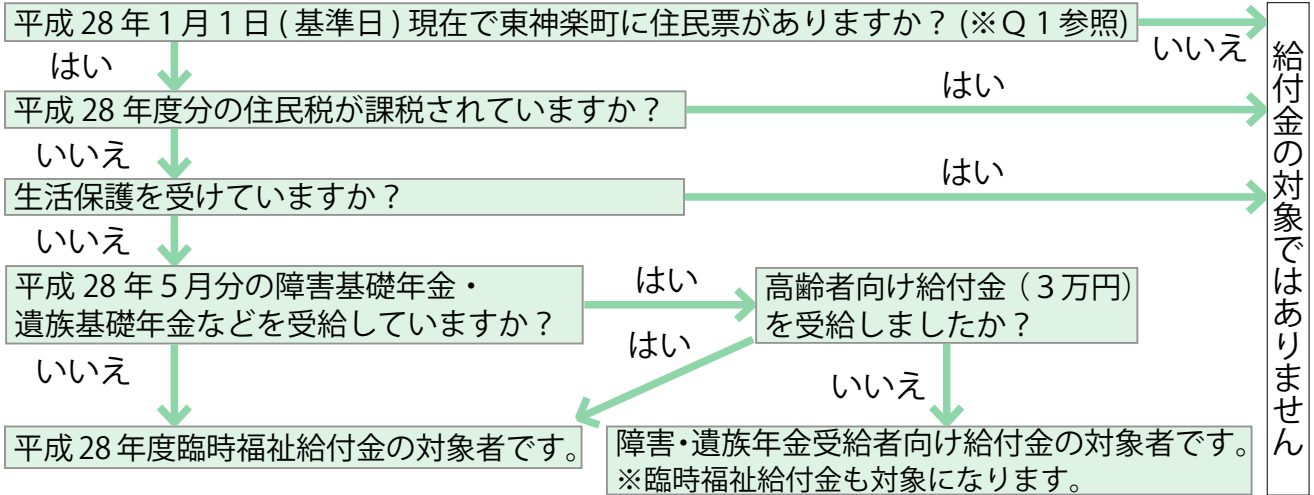 平成 28 年 1 月 1 日 ( 基準日 ) 現在で東神楽町に住民票がありますか？ (※Q 1 参照)
いいえ
はい
平成 28 年度分の住民税が課税されていますか？
はい
いいえ
生活保護を受けていますか？
はい
いいえ
平成 28 年 5 月分の障害基礎年金・
遺族基礎年金などを受給していますか？
はい
高齢者向け給付金（３万円）
を受給しましたか？
はい
いいえ
いいえ
平成 28 年度臨時福祉給付金の対象者です。
障害・遺族年金受給者向け給付金の対象者です。
※臨時福祉給付金も対象になります。
給付金の対象ではありません